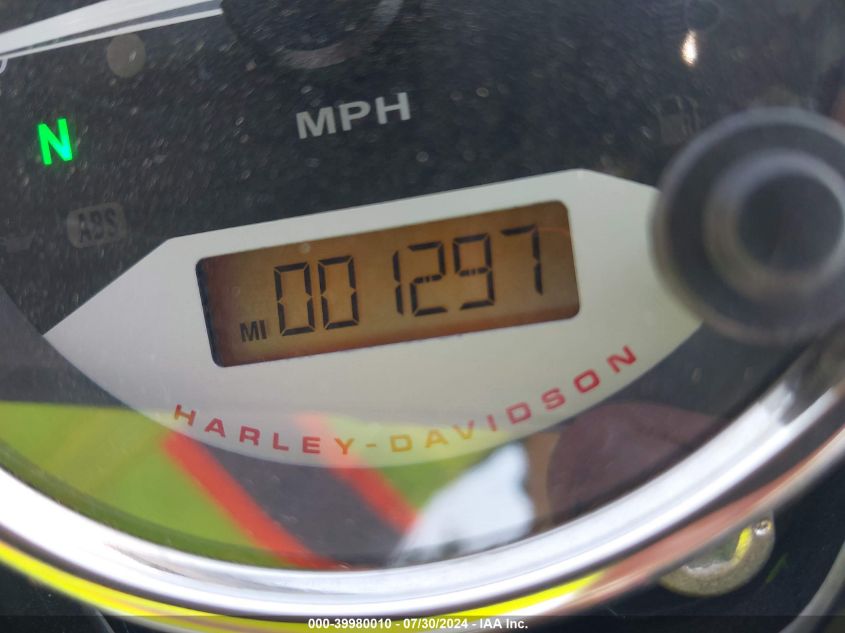 MPH
N
ABS
MI 001297
HARLEY-DAVIDSON
000-39980010 - 07/30/2024 - IAA Inc.